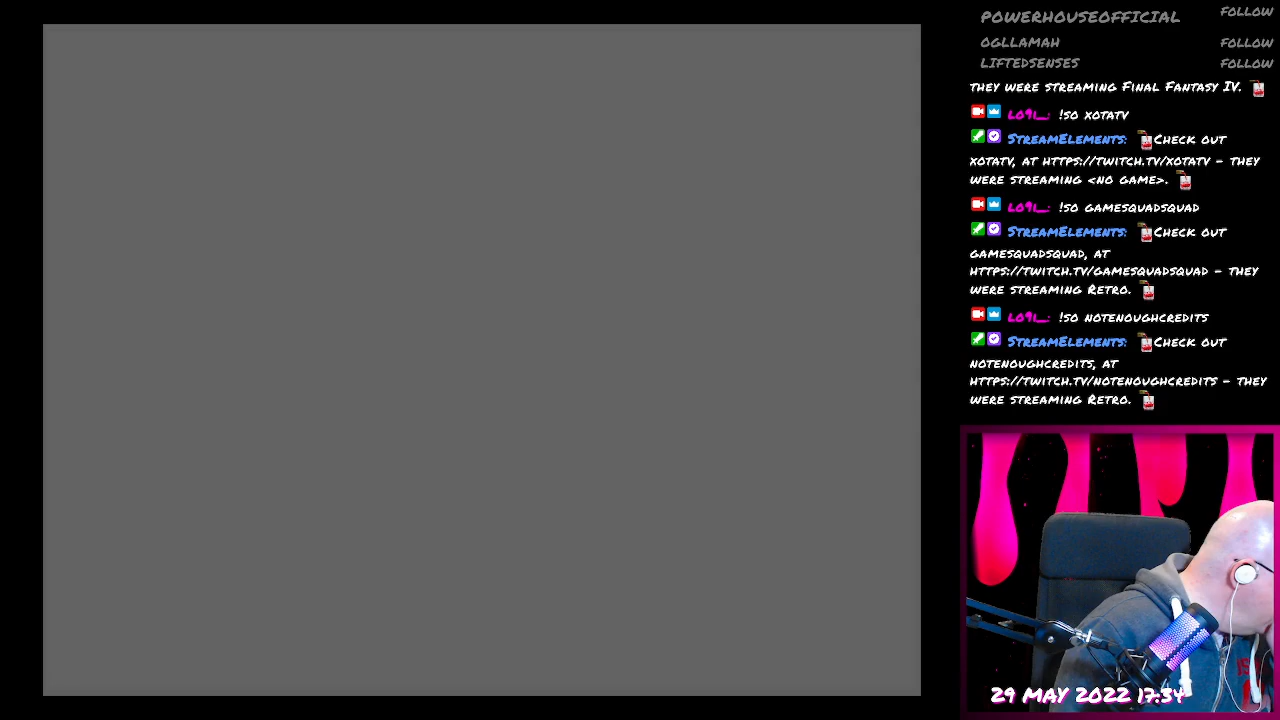 POWERHOUSEOFFICIAL FOLLOW
OGLLAMAH FOLLOW
LIFTEDSENSES FOLLOW
THEY WERE STREAMING FINAL FANTASY IV.
LO9I_: !SO XOTATV
STREAMELEMENTS: CHECK OUT
XOTATV, AT HTTPS://TWITCH.TV/XOTATV - THEY
WERE STREAMING <NO GAME>.
LO9I_: !SO GAMESQUADSQUAD
STREAMELEMENTS: CHECK OUT
GAMESQUADSQUAD, AT
HTTPS://TWITCH.TV/GAMESQUADSQUAD - THEY
WERE STREAMING RETRO.
LO9I_: !SO NOTENOUGHCREDITS
STREAMELEMENTS: CHECK OUT
NOTENOUGHCREDITS, AT
HTTPS://TWITCH.TV/NOTENOUGHCREDITS - THEY
WERE STREAMING RETRO.
29 MAY 2022 17:34